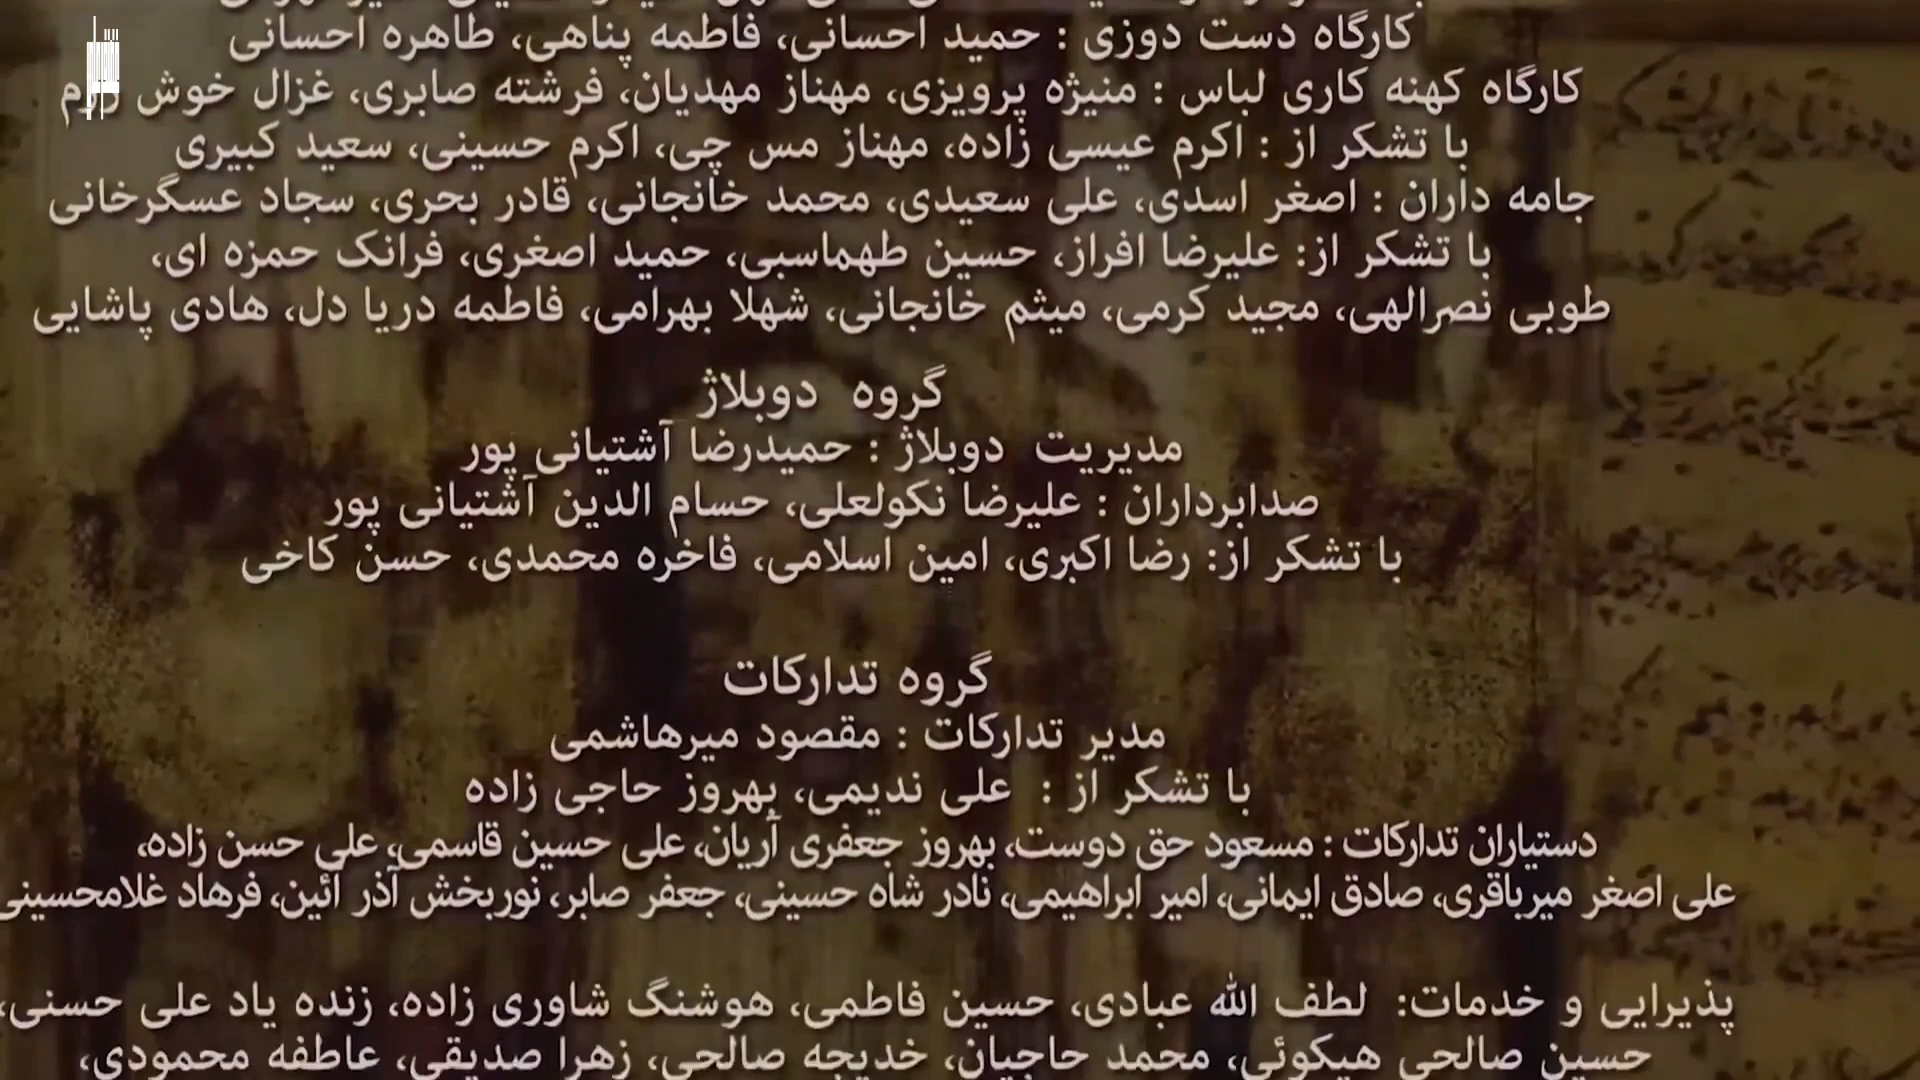 کارگاه دست دوزی : حمید احسانی، فاطمه پناهی، طاهره احسانی
کارگاه کهنه کاری لباس : منیژه پرویزی، مهناز مهدیان، فرشته صابری، غزال خوش رزم
با تشکر از : اکرم عیسی زاده، مهناز مس چی، اکرم حسینی، سعید کبیری
جامه داران : اصغر اسدی، علی سعیدی، محمد خانجانی، قادر بحری، سجاد عسگرخانی
با تشکر از: علیرضا افراز، حسین طهماسبی، حمید اصغری، فرانک حمزه ای،
طوبی نصرالهی، مجید کرمی، میثم خانجانی، شهلا بهرامی، فاطمه دریا دل، هادی پاشایی
گروه دوبلاژ
مدیریت دوبلاژ : حمیدرضا آشتیانی پور
صدابرداران : علیرضا نکولعلی، حسام الدین آشتیانی پور
با تشکر از: رضا اکبری، امین اسلامی، فاخره محمدی، حسن کاخی
گروه تدارکات
مدیر تدارکات : مقصود میرهاشمی
با تشکر از : علی ندیمی، بهروز حاجی زاده
دستیاران تدارکات : مسعود حق دوست، بهروز جعفری آریان، علی حسین قاسمی، علی حسن زاده،
علی اصغر میرباقری، صادق ایمانی، امیر ابراهیمی، نادر شاه حسینی، جعفر صابر، نوربخش آذر آئین، فرهاد غلامحسینی
پذیرایی و خدمات: لطف الله عبادی، حسین فاطمی، هوشنگ شاوری زاده، زنده یاد علی حسنی،
حسین صالحی هیکوئی، محمد حاجیان، خدیجه صالحی، زهرا صدیقی، عاطفه محمودی،